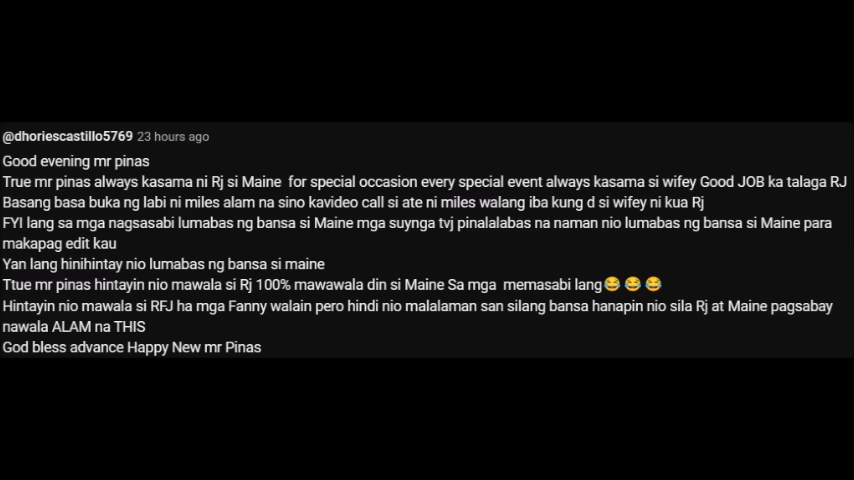 @dhoriescastillo5769 23 hours ago
Good evening mr pinas
True mr pinas always kasama ni Rj si Maine for special occasion every special event always kasama si wifey Good JOB ka talaga RJ
Basang basa buka ng labi ni miles alam na sino kavideo call si ate ni miles walang iba kung d si wifey ni kua Rj
FYI lang sa mga nagsasabi lumabas ng bansa si Maine mga suynga tvj pinalalabas na naman nio lumabas ng bansa si Maine para
makapag edit kau
Yan lang hinihintay nio lumabas ng bansa si maine
Ttue mr pinas hintayin nio mawala si Rj 100% mawawala din si Maine Sa mga memasabi lang😂😂😂
Hintayin nio mawala si RFJ ha mga Fanny walain pero hindi nio malalaman san silang bansa hanapin nio sila Rj at Maine pagsabay
nawala ALAM na THIS
God bless advance Happy New mr Pinas